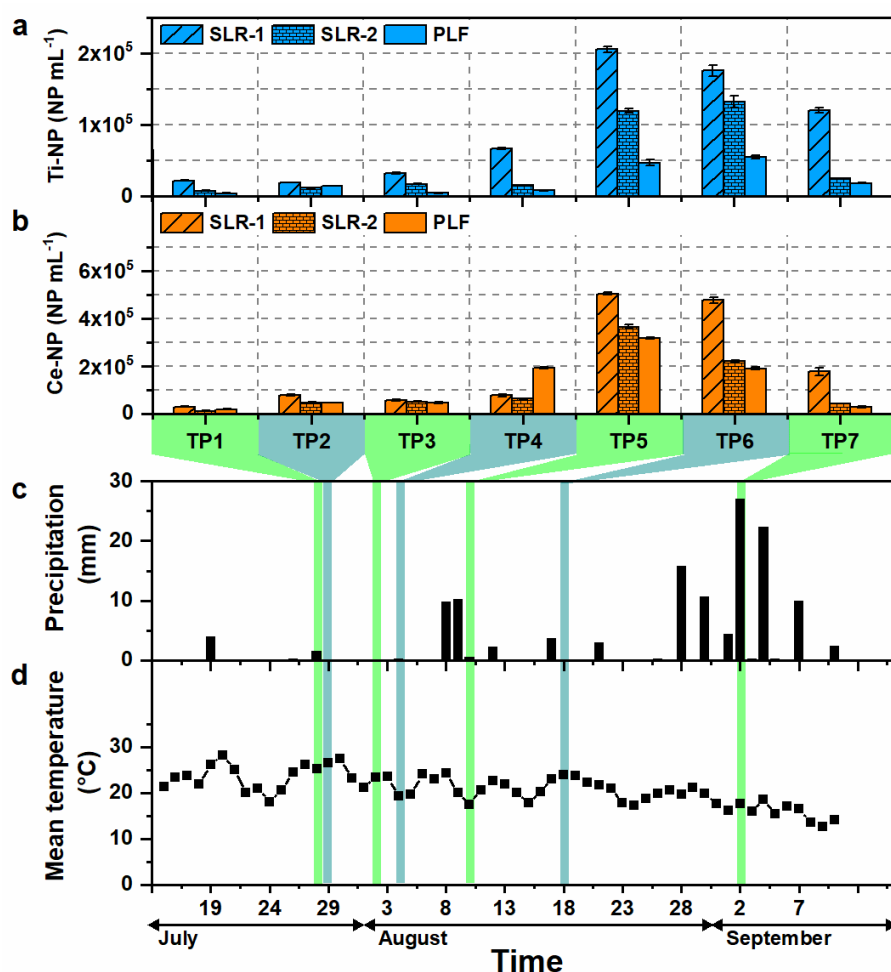 a
SLR-1 SLR-2 PLF
Ti-NP (NP mL⁻¹)
2x10⁵
1x10⁵
0
b
SLR-1 SLR-2 PLF
Ce-NP (NP mL⁻¹)
6x10⁵
4x10⁵
2x10⁵
0
TP1 TP2 TP3 TP4 TP5 TP6 TP7
c
Precipitation
(mm)
30
20
10
0
d
Mean temperature
(°C)
30
20
10
0
19 24 29 3 8 13 18 23 28 2 7
July August September
Time